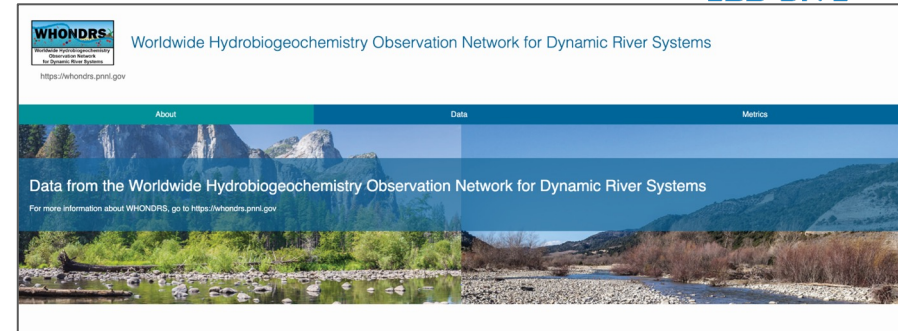 WHONDRS
Worldwide Hydrobiogeochemistry
Observation Network
for Dynamic River Systems
Worldwide Hydrobiogeochemistry Observation Network for Dynamic River Systems
https://whondrs.pnnl.gov
About
Data
Metrics
Data from the Worldwide Hydrobiogeochemistry Observation Network for Dynamic River Systems
For more information about WHONDRS, go to https://whondrs.pnnl.gov